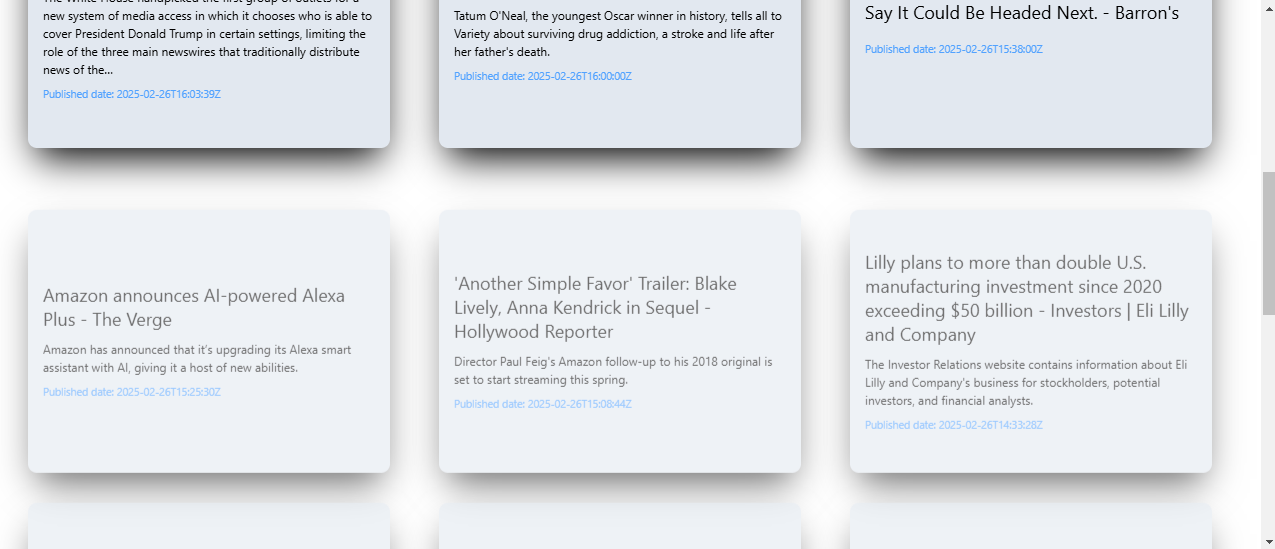 The White House handpicked the first group of outlets for a
new system of media access in which it chooses who is able to
cover President Donald Trump in certain settings, limiting the
role of the three main newswires that traditionally distribute
news of the...
Published date: 2025-02-26T16:03:39Z
Tatum O'Neal, the youngest Oscar winner in history, tells all to
Variety about surviving drug addiction, a stroke and life after
her father's death.
Published date: 2025-02-26T16:00:00Z
Say It Could Be Headed Next. - Barron's
Published date: 2025-02-26T15:38:00Z
Amazon announces AI-powered Alexa
Plus - The Verge
Amazon has announced that it's upgrading its Alexa smart
assistant with AI, giving it a host of new abilities.
Published date: 2025-02-26T15:25:30Z
'Another Simple Favor' Trailer: Blake
Lively, Anna Kendrick in Sequel -
Hollywood Reporter
Director Paul Feig's Amazon follow-up to his 2018 original is
set to start streaming this spring.
Published date: 2025-02-26T15:08:44Z
Lilly plans to more than double U.S.
manufacturing investment since 2020
exceeding $50 billion - Investors | Eli Lilly
and Company
The Investor Relations website contains information about Eli
Lilly and Company's business for stockholders, potential
investors, and financial analysts.
Published date: 2025-02-26T14:33:28Z